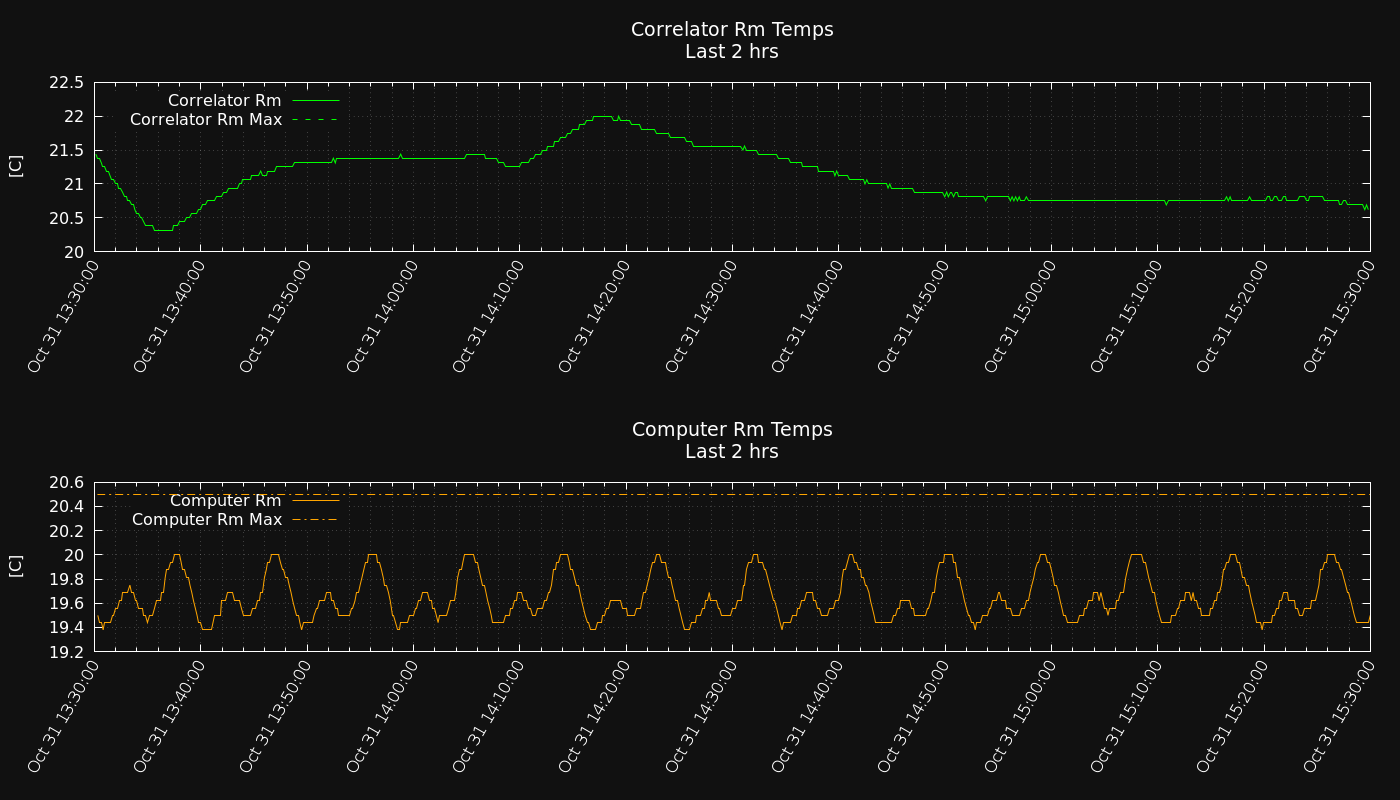 Correlator Rm Temps
Last 2 hrs
22.5
22
21.5
21
20.5
20
[C]
Correlator Rm
Correlator Rm Max
Oct 31 13:30:00
Oct 31 13:40:00
Oct 31 13:50:00
Oct 31 14:00:00
Oct 31 14:10:00
Oct 31 14:20:00
Oct 31 14:30:00
Oct 31 14:40:00
Oct 31 14:50:00
Oct 31 15:00:00
Oct 31 15:10:00
Oct 31 15:20:00
Oct 31 15:30:00
Computer Rm Temps
Last 2 hrs
20.6
20.4
20.2
20
19.8
19.6
19.4
19.2
[C]
Computer Rm
Computer Rm Max
Oct 31 13:30:00
Oct 31 13:40:00
Oct 31 13:50:00
Oct 31 14:00:00
Oct 31 14:10:00
Oct 31 14:20:00
Oct 31 14:30:00
Oct 31 14:40:00
Oct 31 14:50:00
Oct 31 15:00:00
Oct 31 15:10:00
Oct 31 15:20:00
Oct 31 15:30:00